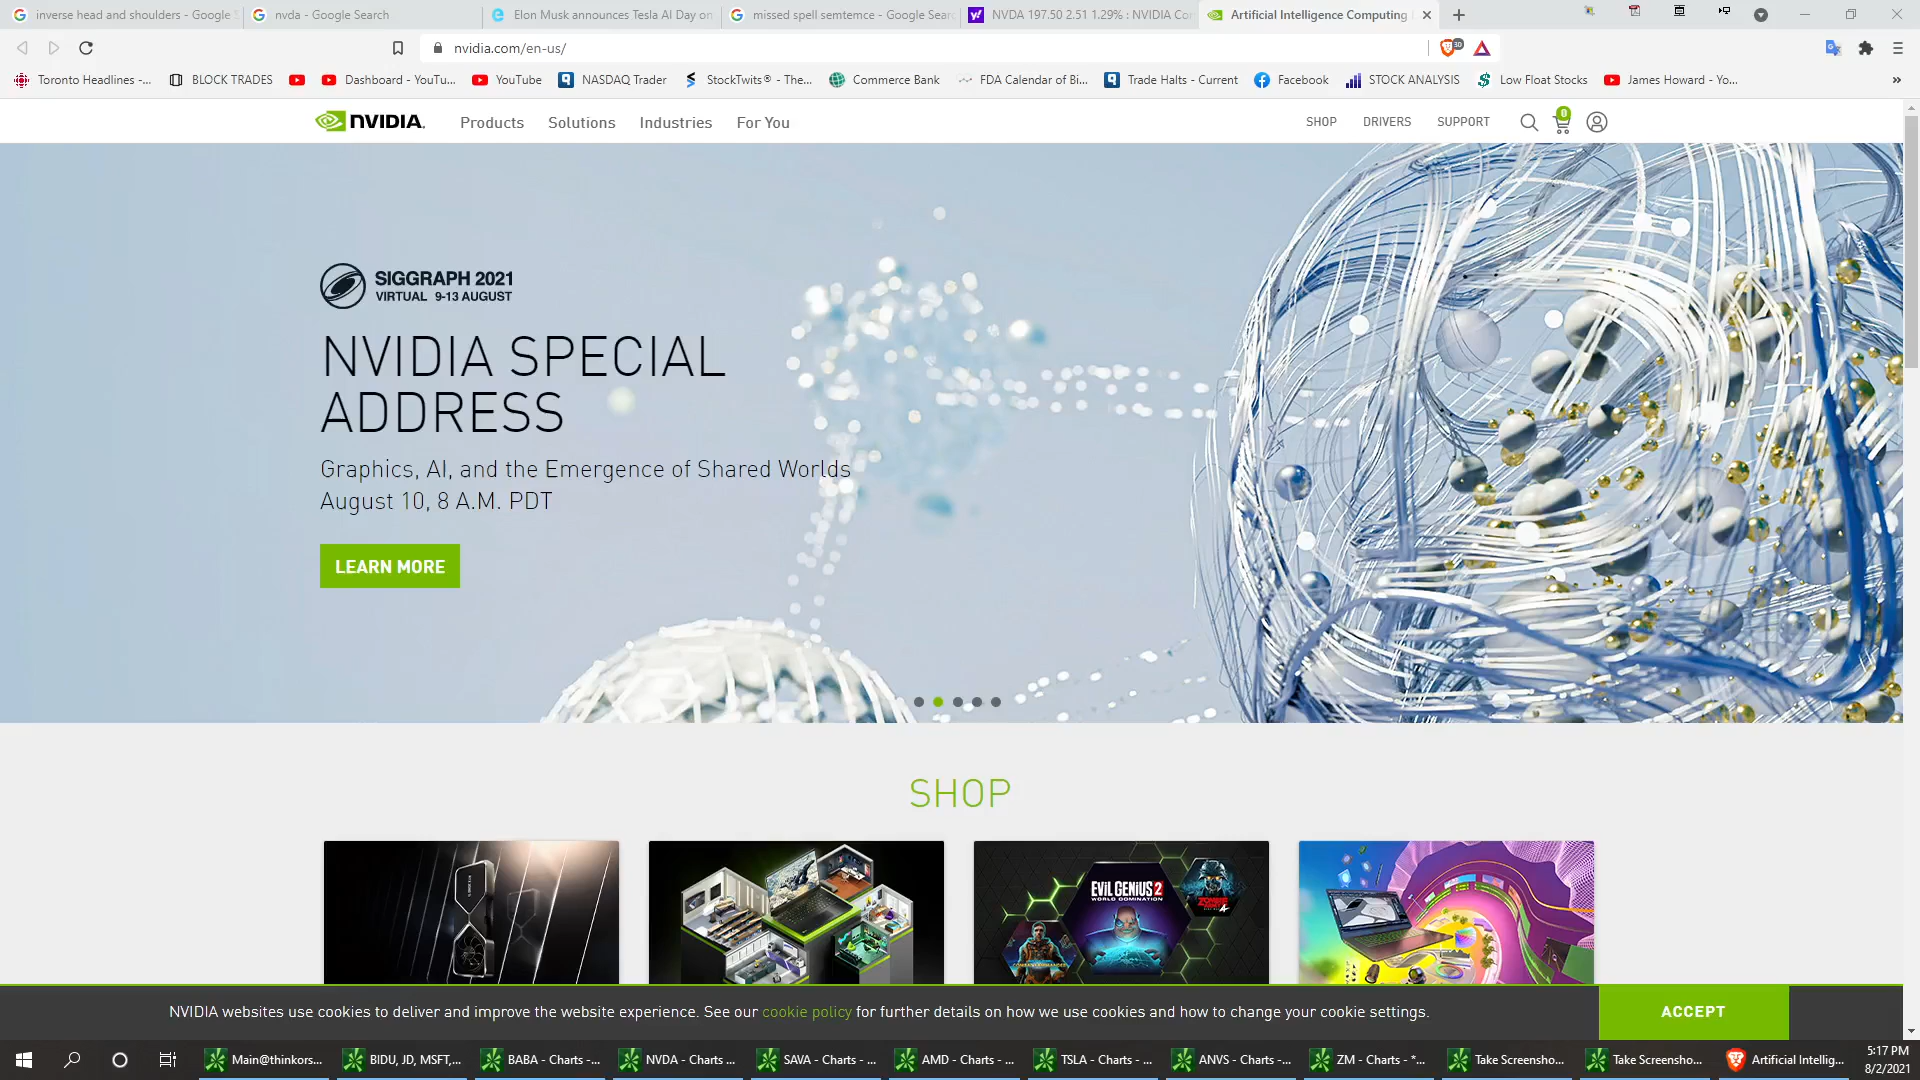 inverse head and shoulders - Google
nvda - Google Search
Elon Musk announces Tesla AI Day on
missed spell semtemce - Google Sear
NVDA 197.50 2.51 1.29% : NVIDIA Co
Artificial Intelligence Computing
nvidia.com/en-us/
30
Toronto Headlines -...
BLOCK TRADES
Dashboard - YouTu...
YouTube
NASDAQ Trader
StockTwits® - The...
Commerce Bank
FDA Calendar of Bi...
Trade Halts - Current
Facebook
STOCK ANALYSIS
Low Float Stocks
James Howard - Yo...
NVIDIA.
Products
Solutions
Industries
For You
SHOP
DRIVERS
SUPPORT
0
SIGGRAPH 2021
VIRTUAL 9-13 AUGUST
NVIDIA SPECIAL
ADDRESS
Graphics, AI, and the Emergence of Shared Worlds
August 10, 8 A.M. PDT
LEARN MORE
SHOP
EVIL GENIUS 2
WORLD DOMINATION
NVIDIA websites use cookies to deliver and improve the website experience. See our cookie policy for further details on how we use cookies and how to change your cookie settings.
ACCEPT
Main@thinkors...
BIDU, JD, MSFT,...
BABA - Charts -...
NVDA - Charts ...
SAVA - Charts - ...
AMD - Charts - ...
TSLA - Charts - ...
ANVS - Charts -...
ZM - Charts - *...
Take Screensho...
Take Screensho...
Artificial Intellig...
5:17 PM
8/2/2021